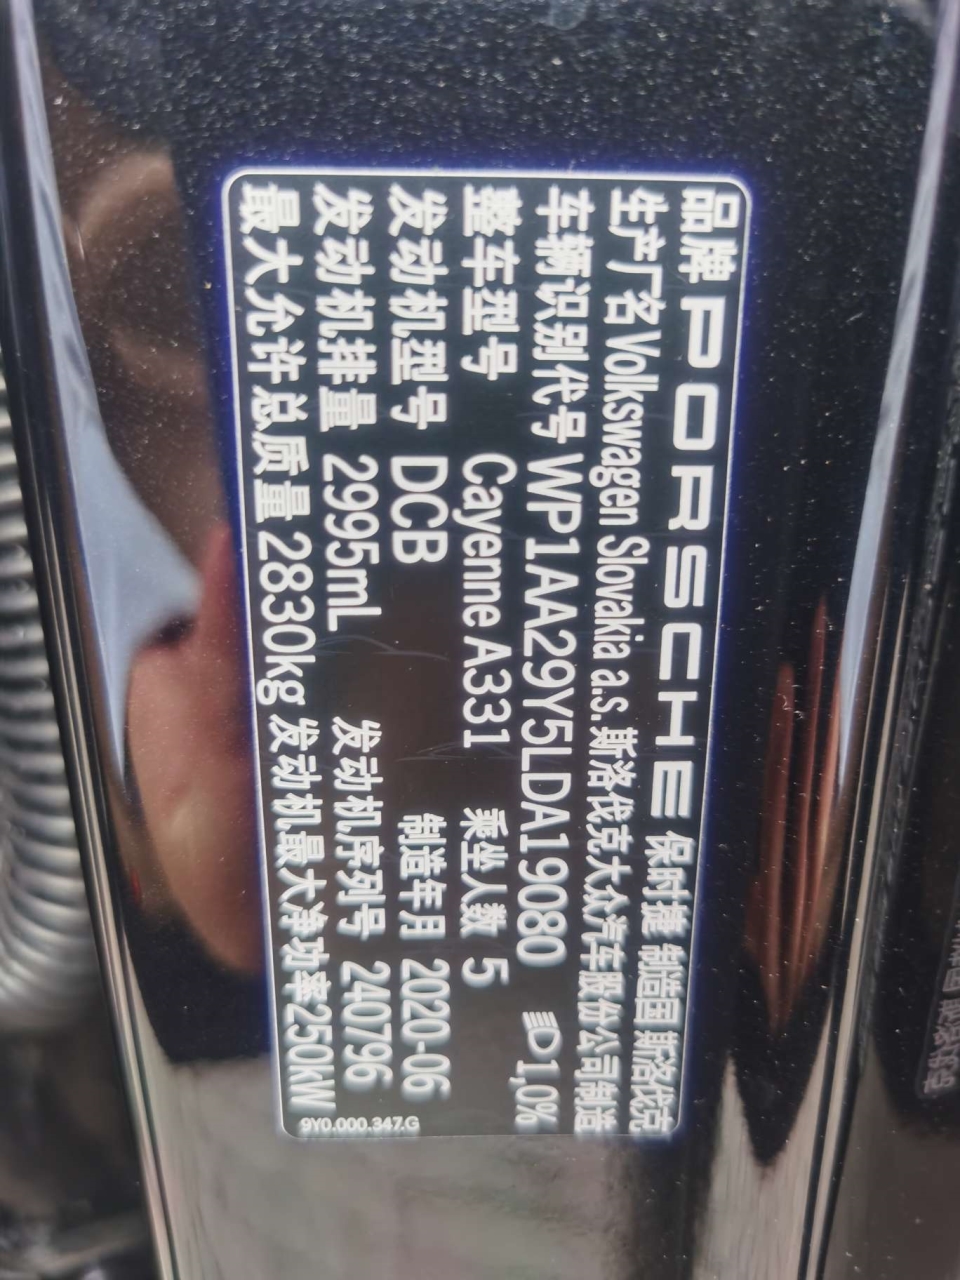 品牌 PORSCHE 保时捷 制造国 斯洛伐克
生产厂名 Volkswagen Slovakia a.s. 斯洛伐克大众汽车股份公司制造
车辆识别代号 WP1AA29Y5LDA19080 1,0%
整车型号 Cayenne A331 乘坐人数 5
发动机型号 DCB 制造年月 2020-06
发动机排量 2995mL 发动机序列号 240796
最大允许总质量 2830kg 发动机最大净功率250kW
9Y0.000.347.G